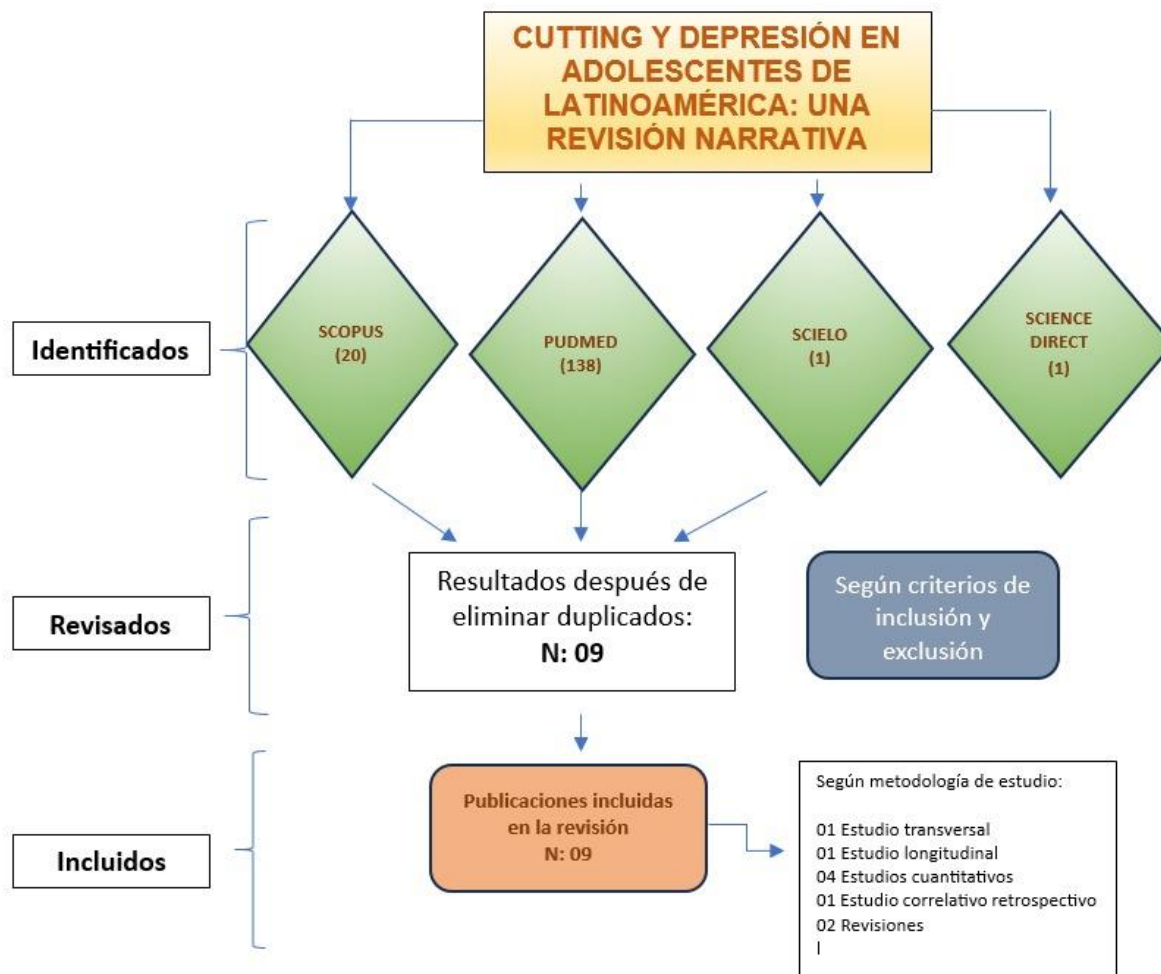 CUTTING Y DEPRESIÓN EN
ADOLESCENTES DE
LATINOAMÉRICA: UNA
REVISIÓN NARRATIVA
Identificados
SCOPUS
(20)
PUDMED
(138)
SCIELO
(1)
SCIENCE
DIRECT
(1)
Revisados
Resultados después de
eliminar duplicados:
N: 09
Según criterios de
inclusión y
exclusión
Incluidos
Publicaciones incluidas
en la revisión
N: 09
Según metodología de estudio:
01 Estudio transversal
01 Estudio longitudinal
04 Estudios cuantitativos
01 Estudio correlativo retrospectivo
02 Revisiones
l